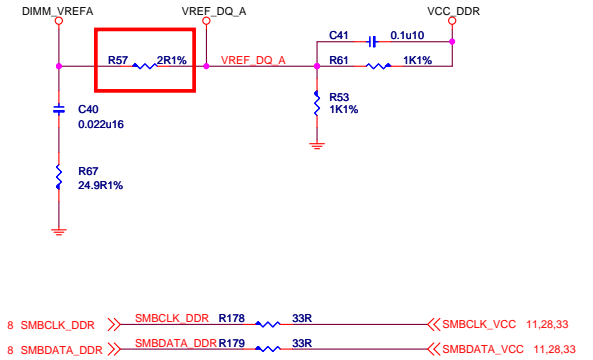 DIMM_VREFA VREF_DQ_A VCC_DDR
C41 0.1u10
R57 2R1% VREF_DQ_A R61 1K1%
C40
0.022u16
R53
1K1%
R67
24.9R1%
8 SMBCLK_DDR SMBCLK_DDR R178 33R SMBCLK_VCC 11,28,33
8 SMBDATA_DDR SMBDATA_DDR R179 33R SMBDATA_VCC 11,28,33